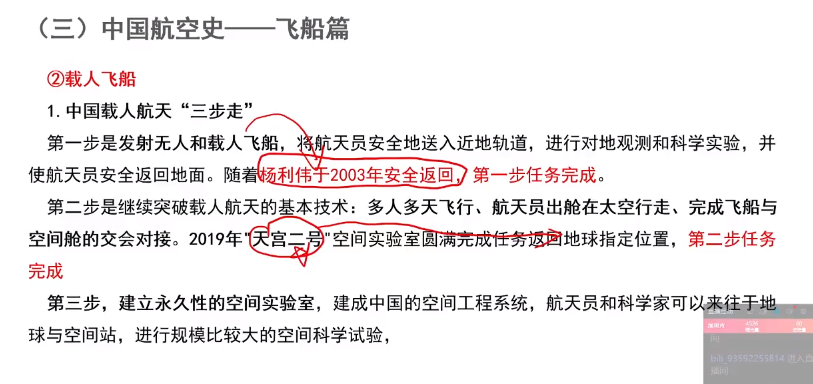 （三）中国航空史——飞船篇
②载人飞船
1.中国载人航天“三步走”
第一步是发射无人和载人飞船，将航天员安全地送入近地轨道，进行对地观测和科学实验，并
使航天员安全返回地面。随着杨利伟于2003年安全返回，第一步任务完成。
第二步是继续突破载人航天的基本技术：多人多天飞行、航天员出舱在太空行走、完成飞船与
空间舱的交会对接。2019年"天宫二号"空间实验室圆满完成任务返回地球指定位置，第二步任务
完成
第三步，建立永久性的空间实验室，建成中国的空间工程系统，航天员和科学家可以来往于地
球与空间站，进行规模比较大的空间科学试验，
bili_93592255814 进入直
播间